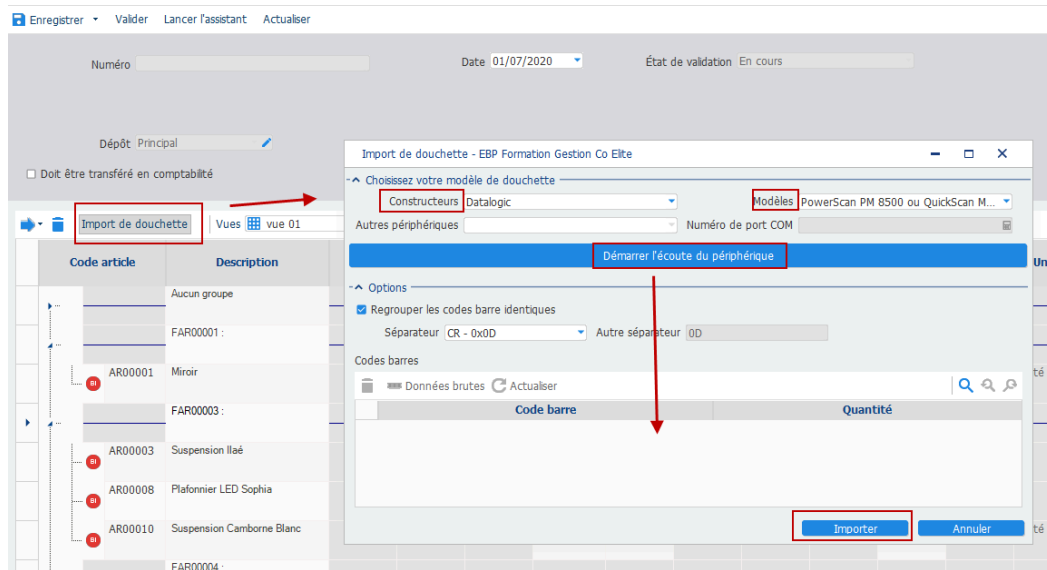 Enregistrer Valider Lancer l'assistant Actualiser
Numéro Date 01/07/2020 État de validation En cours
Dépôt Principal
Doit être transféré en comptabilité
Import de douchette Vues vue 01
Code article Description Un
Aucun groupe
FAR00001 :
AR00001 Miroir té
FAR00003 :
BI AR00003 Suspension Ilaé
BI AR00008 Plafonnier LED Sophia
BI AR00010 Suspension Camborne Blanc té
FAR00004 :
Import de douchette - EBP Formation Gestion Co Elite
Choisissez votre modèle de douchette
Constructeurs Datalogic Modèles PowerScan PM 8500 ou QuickScan M...
Autres périphériques Numéro de port COM
Démarrer l'écoute du périphérique
Options
Regrouper les codes barre identiques
Séparateur CR - 0x0D Autre séparateur 0D
Codes barres
Données brutes Actualiser
Code barre Quantité
Importer Annuler